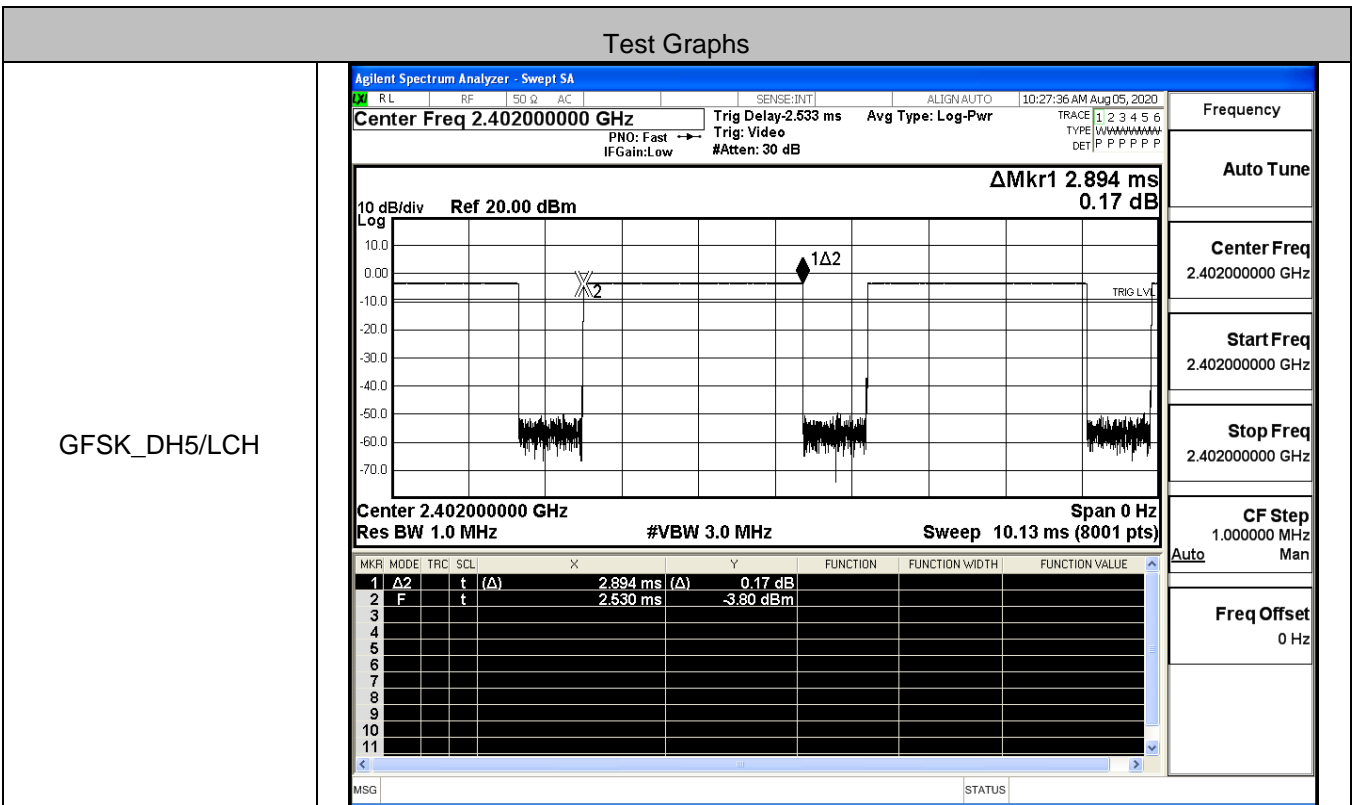 Test Graphs
GFSK_DH5/LCH
Agilent Spectrum Analyzer - Swept SA
LXI RL RF 50 Ω AC SENSE:INT ALIGN AUTO 10:27:36 AM Aug 05, 2020
Center Freq 2.402000000 GHz
PNO: Fast
IFGain:Low
Trig Delay-2.533 ms
Trig: Video
#Atten: 30 dB
Avg Type: Log-Pwr
TRACE 1 2 3 4 5 6
TYPE WWWWWW
DET P P P P P P
ΔMkr1 2.894 ms
0.17 dB
10 dB/div Ref 20.00 dBm
Log
10.0
0.00
-10.0
-20.0
-30.0
-40.0
-50.0
-60.0
-70.0
1Δ2
2
TRIG LVL
Center 2.402000000 GHz Span 0 Hz
Res BW 1.0 MHz #VBW 3.0 MHz Sweep 10.13 ms (8001 pts)
MKR MODE TRC SCL X Y FUNCTION FUNCTION WIDTH FUNCTION VALUE
1 Δ2 t (Δ) 2.894 ms (Δ) 0.17 dB
2 F t 2.530 ms -3.80 dBm
3
4
5
6
7
8
9
10
11
MSG STATUS
Frequency
Auto Tune
Center Freq
2.402000000 GHz
Start Freq
2.402000000 GHz
Stop Freq
2.402000000 GHz
CF Step
1.000000 MHz
Auto Man
Freq Offset
0 Hz